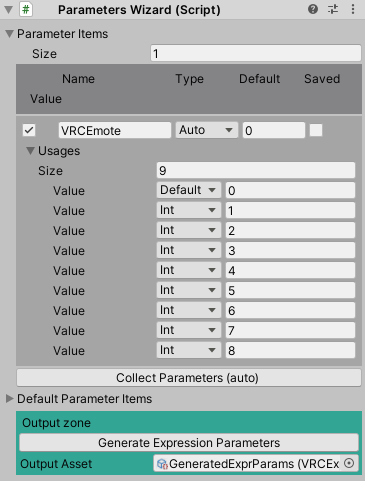 Parameters Wizard (Script)
Parameter Items
Size 1
Name Type Default Saved
Value
VRCEmote Auto 0
Usages
Size 9
Value Default 0
Value Int 1
Value Int 2
Value Int 3
Value Int 4
Value Int 5
Value Int 6
Value Int 7
Value Int 8
Collect Parameters (auto)
Default Parameter Items
Output zone
Generate Expression Parameters
Output Asset GeneratedExprParams (VRCEx